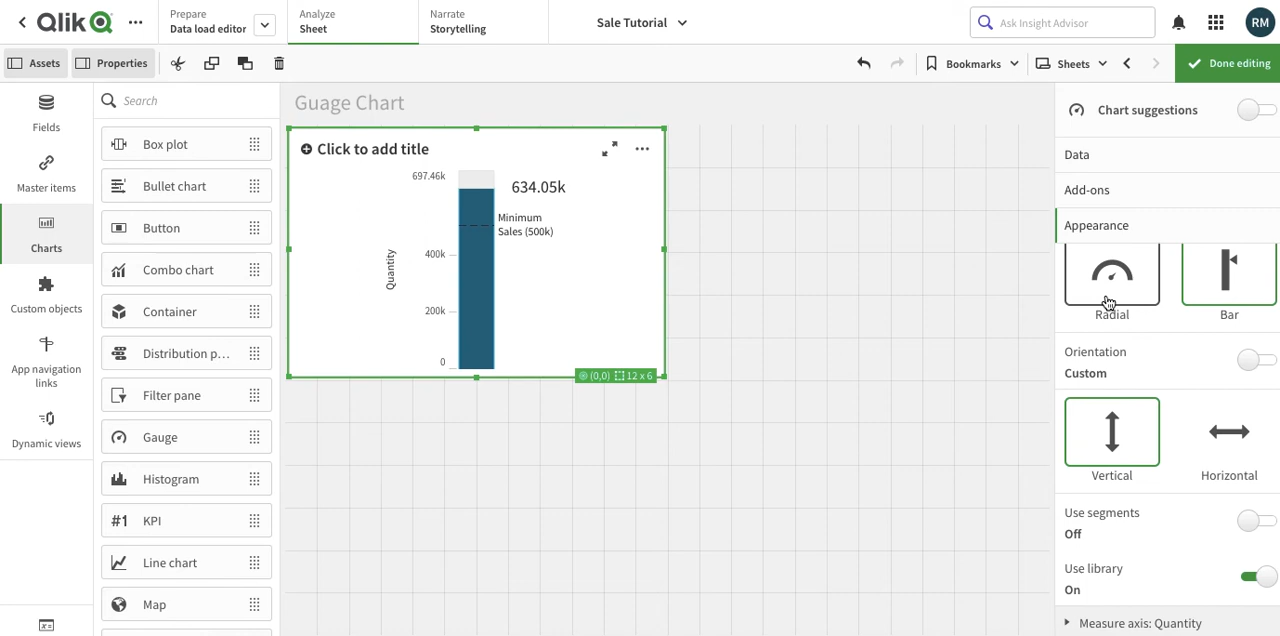 Qlik
Prepare
Data load editor
Analyze
Sheet
Narrate
Storytelling
Sale Tutorial
Ask Insight Advisor
RM
Assets
Properties
Bookmarks
Sheets
Done editing
Fields
Master items
Charts
Custom objects
App navigation
links
Dynamic views
Search
Box plot
Bullet chart
Button
Combo chart
Container
Distribution p...
Filter pane
Gauge
Histogram
#1 KPI
Line chart
Map
Guage Chart
Click to add title
697.46k
634.05k
Minimum
Sales (500k)
400k
Quantity
200k
0
(0,0) 12 x 6
Chart suggestions
Data
Add-ons
Appearance
Radial
Bar
Orientation
Custom
Vertical
Horizontal
Use segments
Off
Use library
On
Measure axis: Quantity